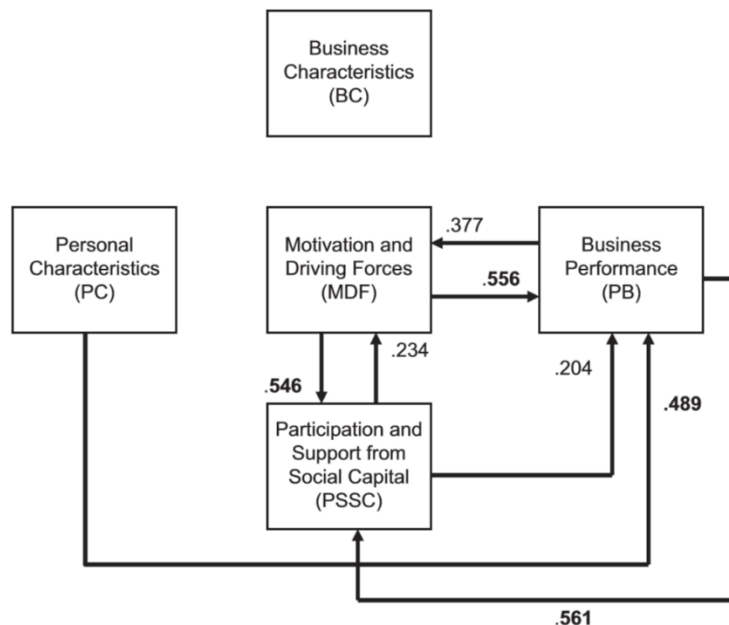 Business
Characteristics
(BC)
Personal
Characteristics
(PC)
Motivation and
Driving Forces
(MDF)
.377
.556
Business
Performance
(PB)
.546
.234
.204
.489
Participation and
Support from
Social Capital
(PSSC)
.561